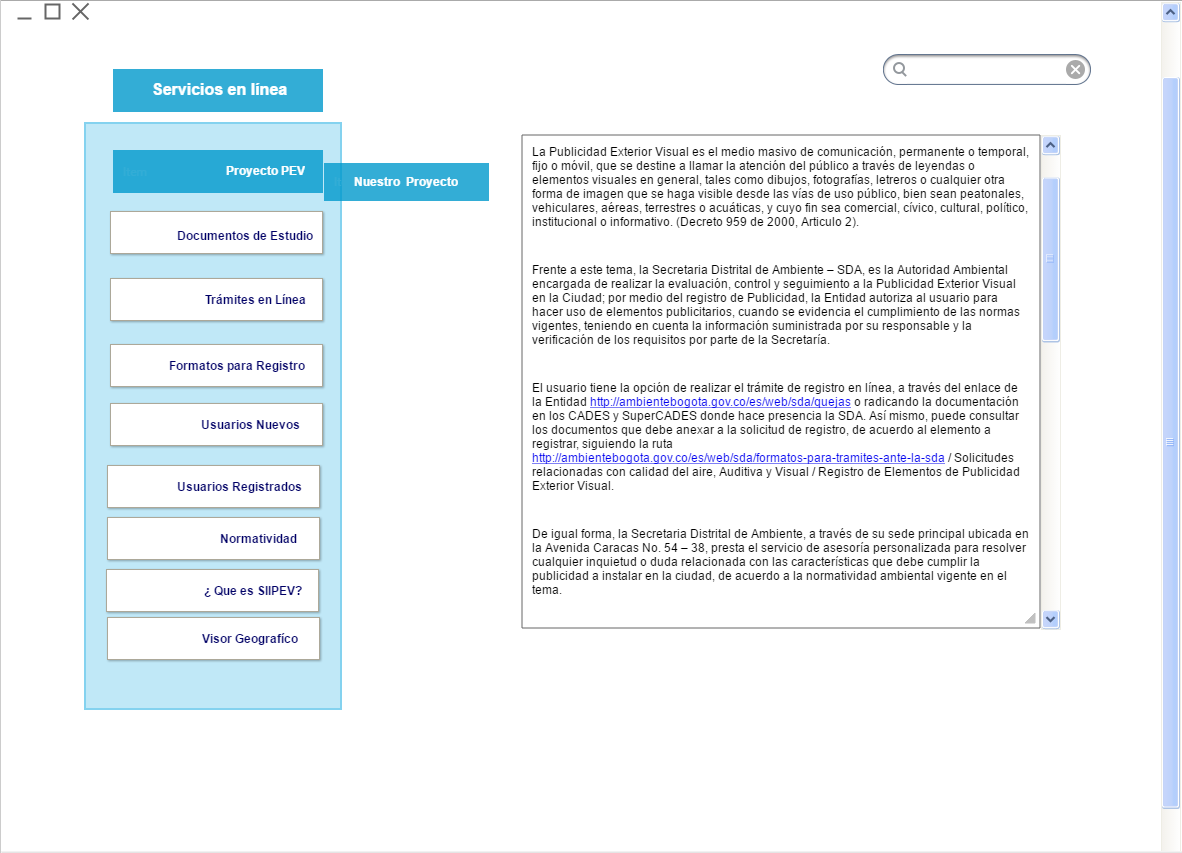 Servicios en línea
Proyecto PEV
Nuestro Proyecto
Documentos de Estudio
Trámites en Línea
Formatos para Registro
Usuarios Nuevos
Usuarios Registrados
Normatividad
¿ Que es SIIPEV?
Visor Geografíco
La Publicidad Exterior Visual es el medio masivo de comunicación, permanente o temporal,
fijo o móvil, que se destine a llamar la atención del público a través de leyendas o
elementos visuales en general, tales como dibujos, fotografías, letreros o cualquier otra
forma de imagen que se haga visible desde las vías de uso público, bien sean peatonales,
vehiculares, aéreas, terrestres o acuáticas, y cuyo fin sea comercial, cívico, cultural, político,
institucional o informativo. (Decreto 959 de 2000, Articulo 2).
Frente a este tema, la Secretaria Distrital de Ambiente – SDA, es la Autoridad Ambiental
encargada de realizar la evaluación, control y seguimiento a la Publicidad Exterior Visual
en la Ciudad; por medio del registro de Publicidad, la Entidad autoriza al usuario para
hacer uso de elementos publicitarios, cuando se evidencia el cumplimiento de las normas
vigentes, teniendo en cuenta la información suministrada por su responsable y la
verificación de los requisitos por parte de la Secretaría.
El usuario tiene la opción de realizar el trámite de registro en línea, a través del enlace de
la Entidad http://ambientebogota.gov.co/es/web/sda/quejas o radicando la documentación
en los CADES y SuperCADES donde hace presencia la SDA. Así mismo, puede consultar
los documentos que debe anexar a la solicitud de registro, de acuerdo al elemento a
registrar, siguiendo la ruta
http://ambientebogota.gov.co/es/web/sda/formatos-para-tramites-ante-la-sda / Solicitudes
relacionadas con calidad del aire, Auditiva y Visual / Registro de Elementos de Publicidad
Exterior Visual.
De igual forma, la Secretaria Distrital de Ambiente, a través de su sede principal ubicada en
la Avenida Caracas No. 54 – 38, presta el servicio de asesoría personalizada para resolver
cualquier inquietud o duda relacionada con las características que debe cumplir la
publicidad a instalar en la ciudad, de acuerdo a la normatividad ambiental vigente en el
tema.